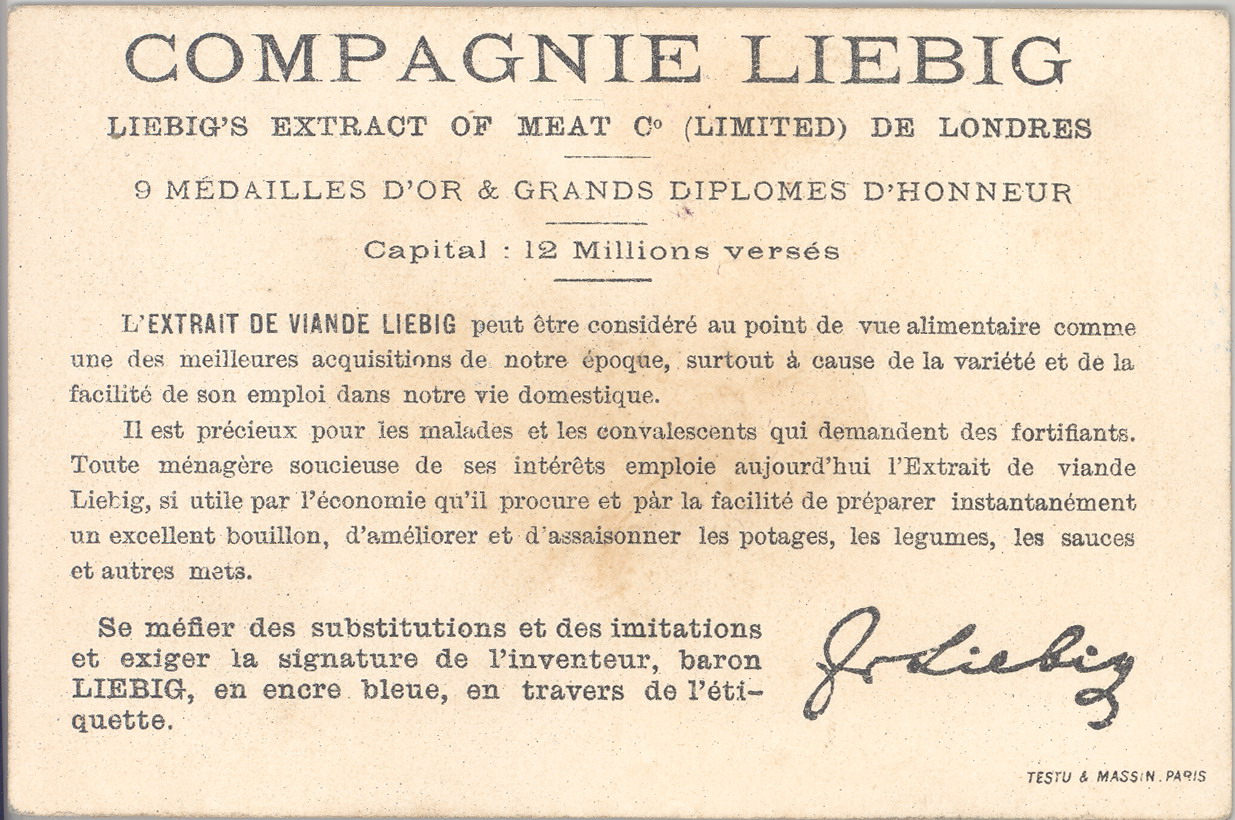 COMPAGNIE LIEBIG
LIEBIG'S EXTRACT OF MEAT Cº (LIMITED) DE LONDRES
9 MÉDAILLES D'OR & GRANDS DIPLOMES D'HONNEUR
Capital : 12 Millions versés
L'EXTRAIT DE VIANDE LIEBIG peut être considéré au point de vue alimentaire comme
une des meilleures acquisitions de notre époque, surtout à cause de la variété et de la
facilité de son emploi dans notre vie domestique.
Il est précieux pour les malades et les convalescents qui demandent des fortifiants.
Toute ménagère soucieuse de ses intérêts emploie aujourd'hui l'Extrait de viande
Liebig, si utile par l'économie qu'il procure et pàr la facilité de préparer instantanément
un excellent bouillon, d'améliorer et d'assaisonner les potages, les legumes, les sauces
et autres mets.
Se méfier des substitutions et des imitations
et exiger la signature de l'inventeur, baron
LIEBIG, en encre bleue, en travers de l'éti-
quette.
Jv Liebig
TESTU & MASSIN. PARIS